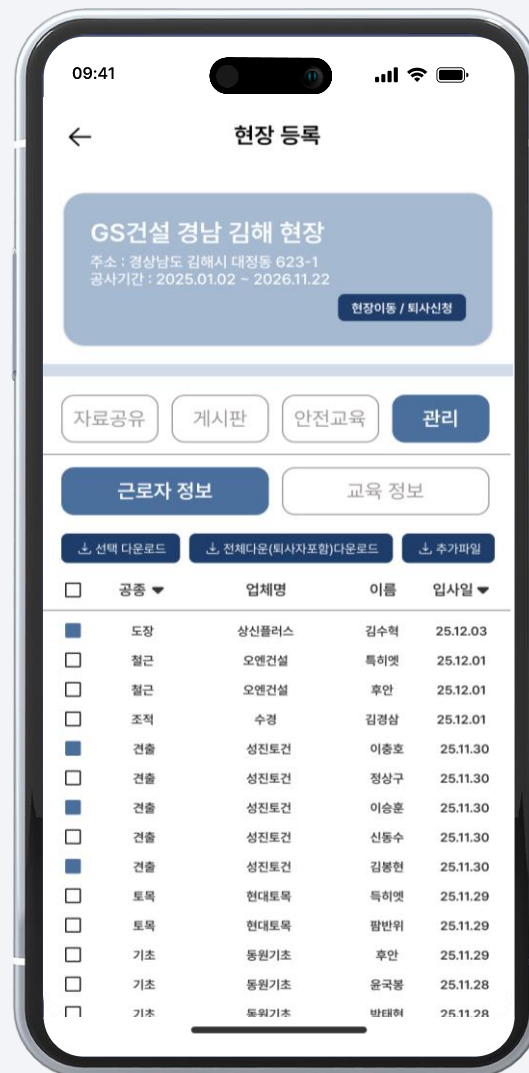 09:41
현장 등록
GS건설 경남 김해 현장
주소 : 경상남도 김해시 대정동 623-1
공사기간 : 2025.01.02 ~ 2026.11.22
현장이동 / 퇴사신청
자료공유 게시판 안전교육 관리
근로자 정보 교육 정보
선택 다운로드 전체다운(퇴사자포함)다운로드 추가파일
공종 업체명 이름 입사일
도장 상신플러스 김수혁 25.12.03
철근 오엔건설 특히엣 25.12.01
철근 오엔건설 후안 25.12.01
조적 수경 김경삼 25.12.01
견출 성진토건 이충호 25.11.30
견출 성진토건 정상구 25.11.30
견출 성진토건 이승훈 25.11.30
견출 성진토건 신동수 25.11.30
견출 성진토건 김봉현 25.11.30
토목 현대토목 득히엣 25.11.29
토목 현대토목 팜반위 25.11.29
기초 동원기초 후안 25.11.29
기초 동원기초 윤국봉 25.11.28
기초 동원기초 박태현 25.11.28